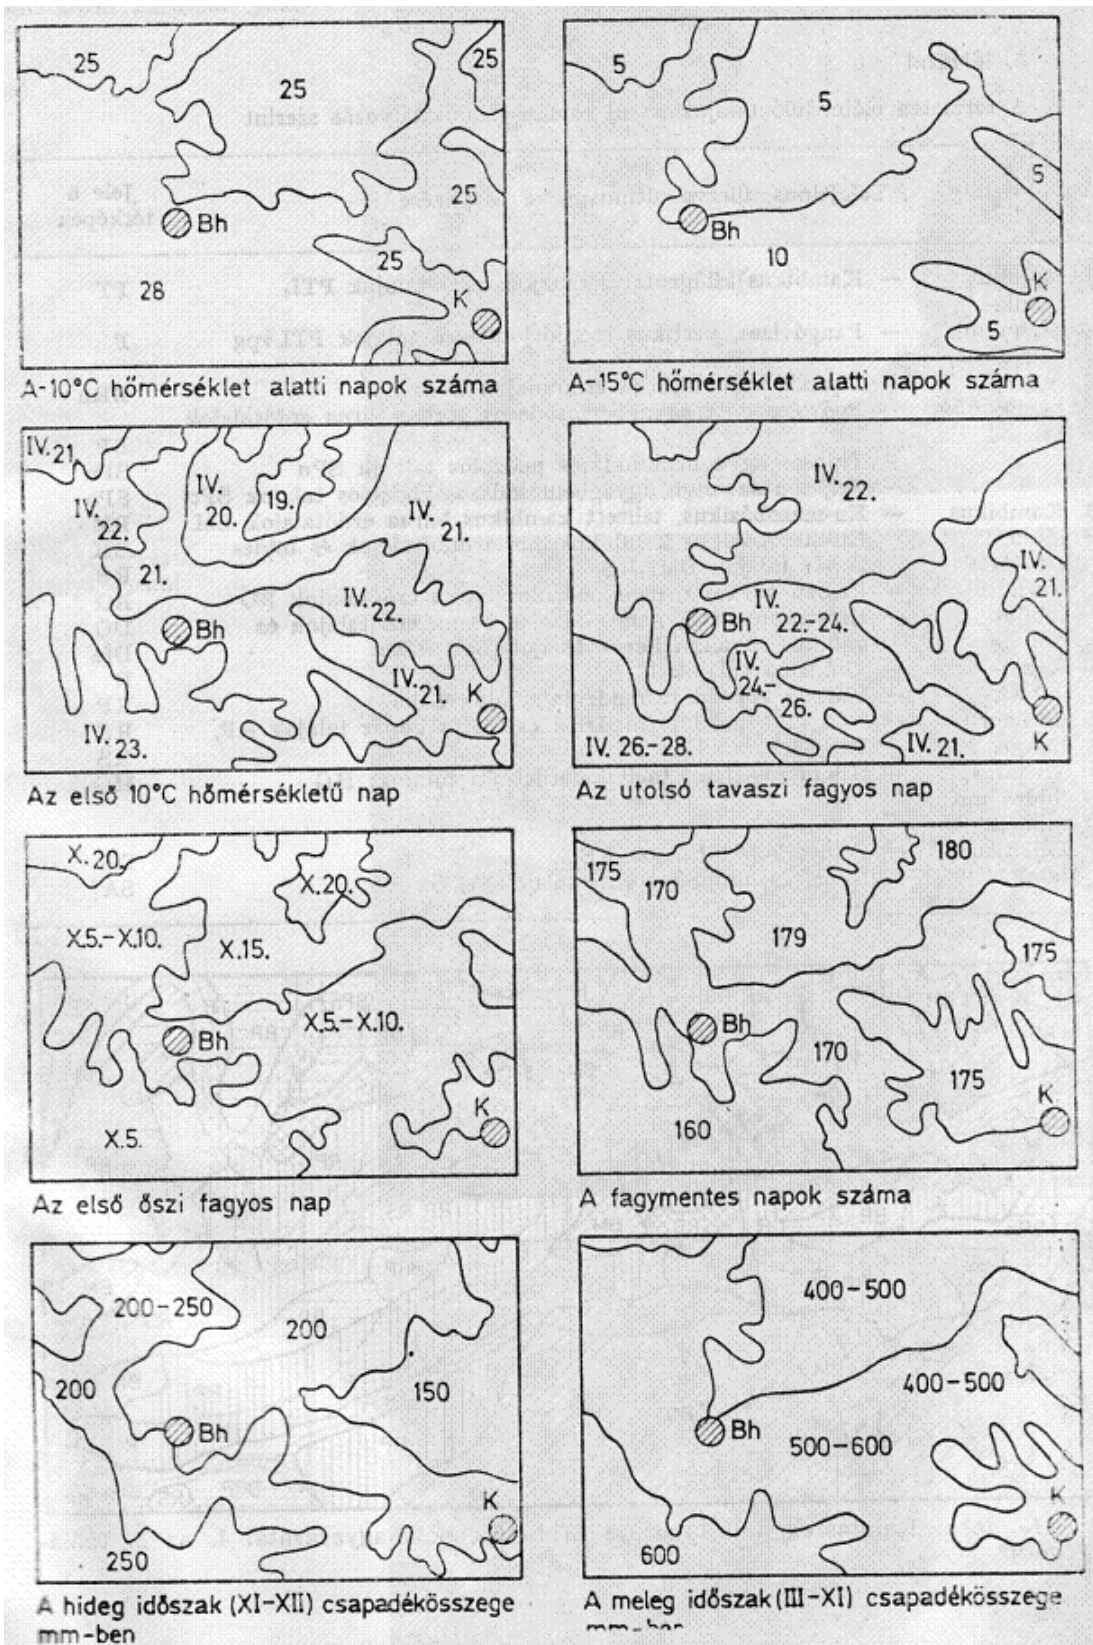 25
25
25
25
25
Bh
28
K
A-10°C hőmérséklet alatti napok száma
5
5
5
Bh
10
K
5
A-15°C hőmérséklet alatti napok száma
IV.21.
IV.
20.
19.
IV.
22.
IV.
21.
21.
IV.
22.
Bh
IV.
21.
K
IV.
23.
Az első 10°C hőmérsékletű nap
IV.
22.
IV.
21.
Bh
IV.
22.-24.
IV.
24.-
26.
IV. 26.-28.
IV.21.
K
Az utolsó tavaszi fagyos nap
X.20.
X.20.
X.5.-X.10.
X.15.
X.5.-X.10.
Bh
K
X.5.
Az első őszi fagyos nap
180
175
170
179
175
Bh
170
175
K
160
A fagymentes napok száma
200-250
200
200
150
Bh
K
250
A hideg időszak (XI-XII) csapadékösszege
mm-ben
400-500
400-500
Bh
500-600
K
600
A meleg időszak (III-XI) csapadékösszege
mm-ben